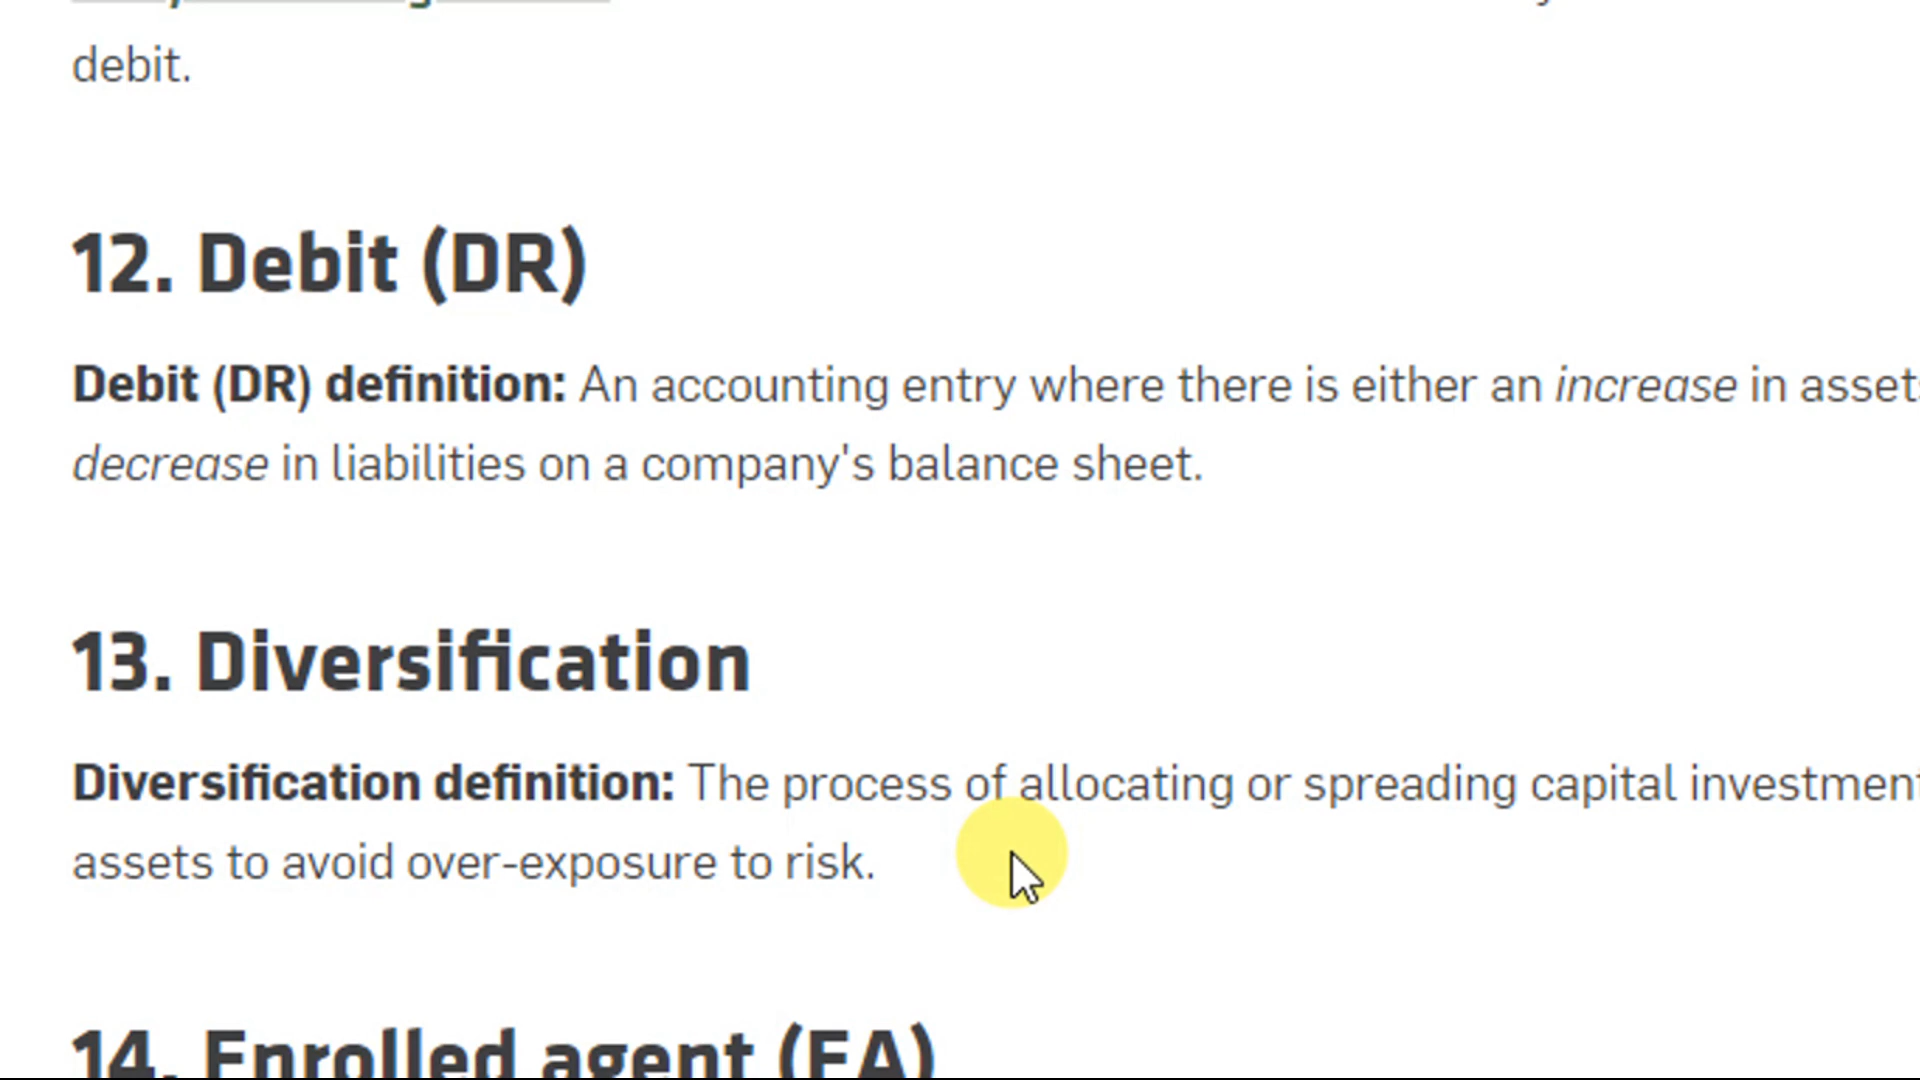 debit.
12. Debit (DR)
Debit (DR) definition: An accounting entry where there is either an increase in assets
decrease in liabilities on a company's balance sheet.
13. Diversification
Diversification definition: The process of allocating or spreading capital investment
assets to avoid over-exposure to risk.
14. Enrolled agent (EA)